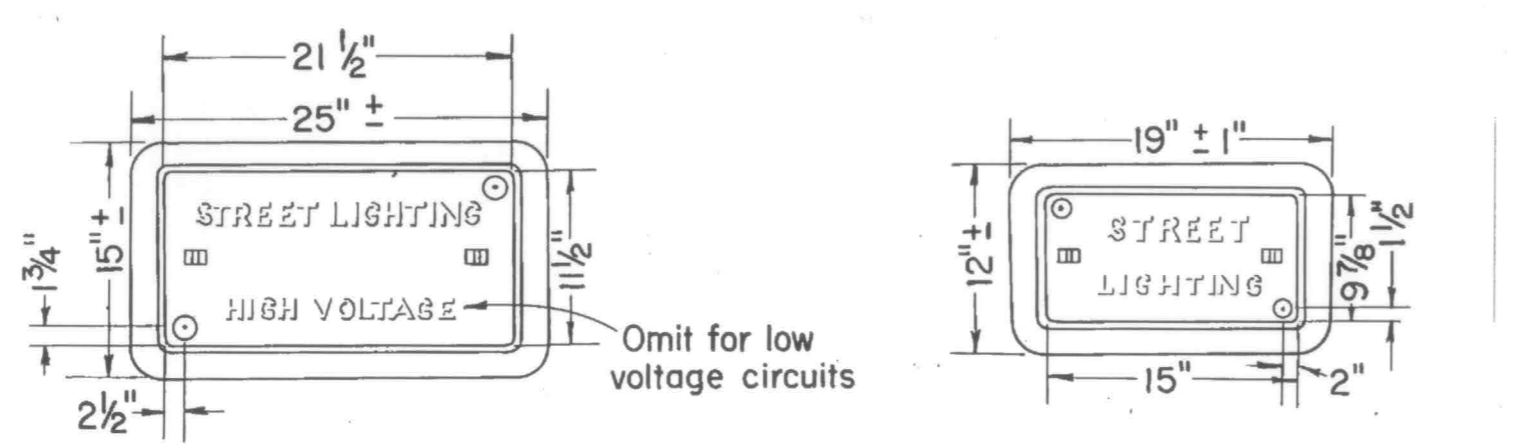 21 1/2"
25" ±
STREET LIGHTING
HIGH VOLTAGE
15" ±
1 3/4"
11 1/2"
2 1/2"
Omit for low
voltage circuits
19" ± 1"
STREET
LIGHTING
12" ±
9 7/8"
1 1/2"
15"
2"